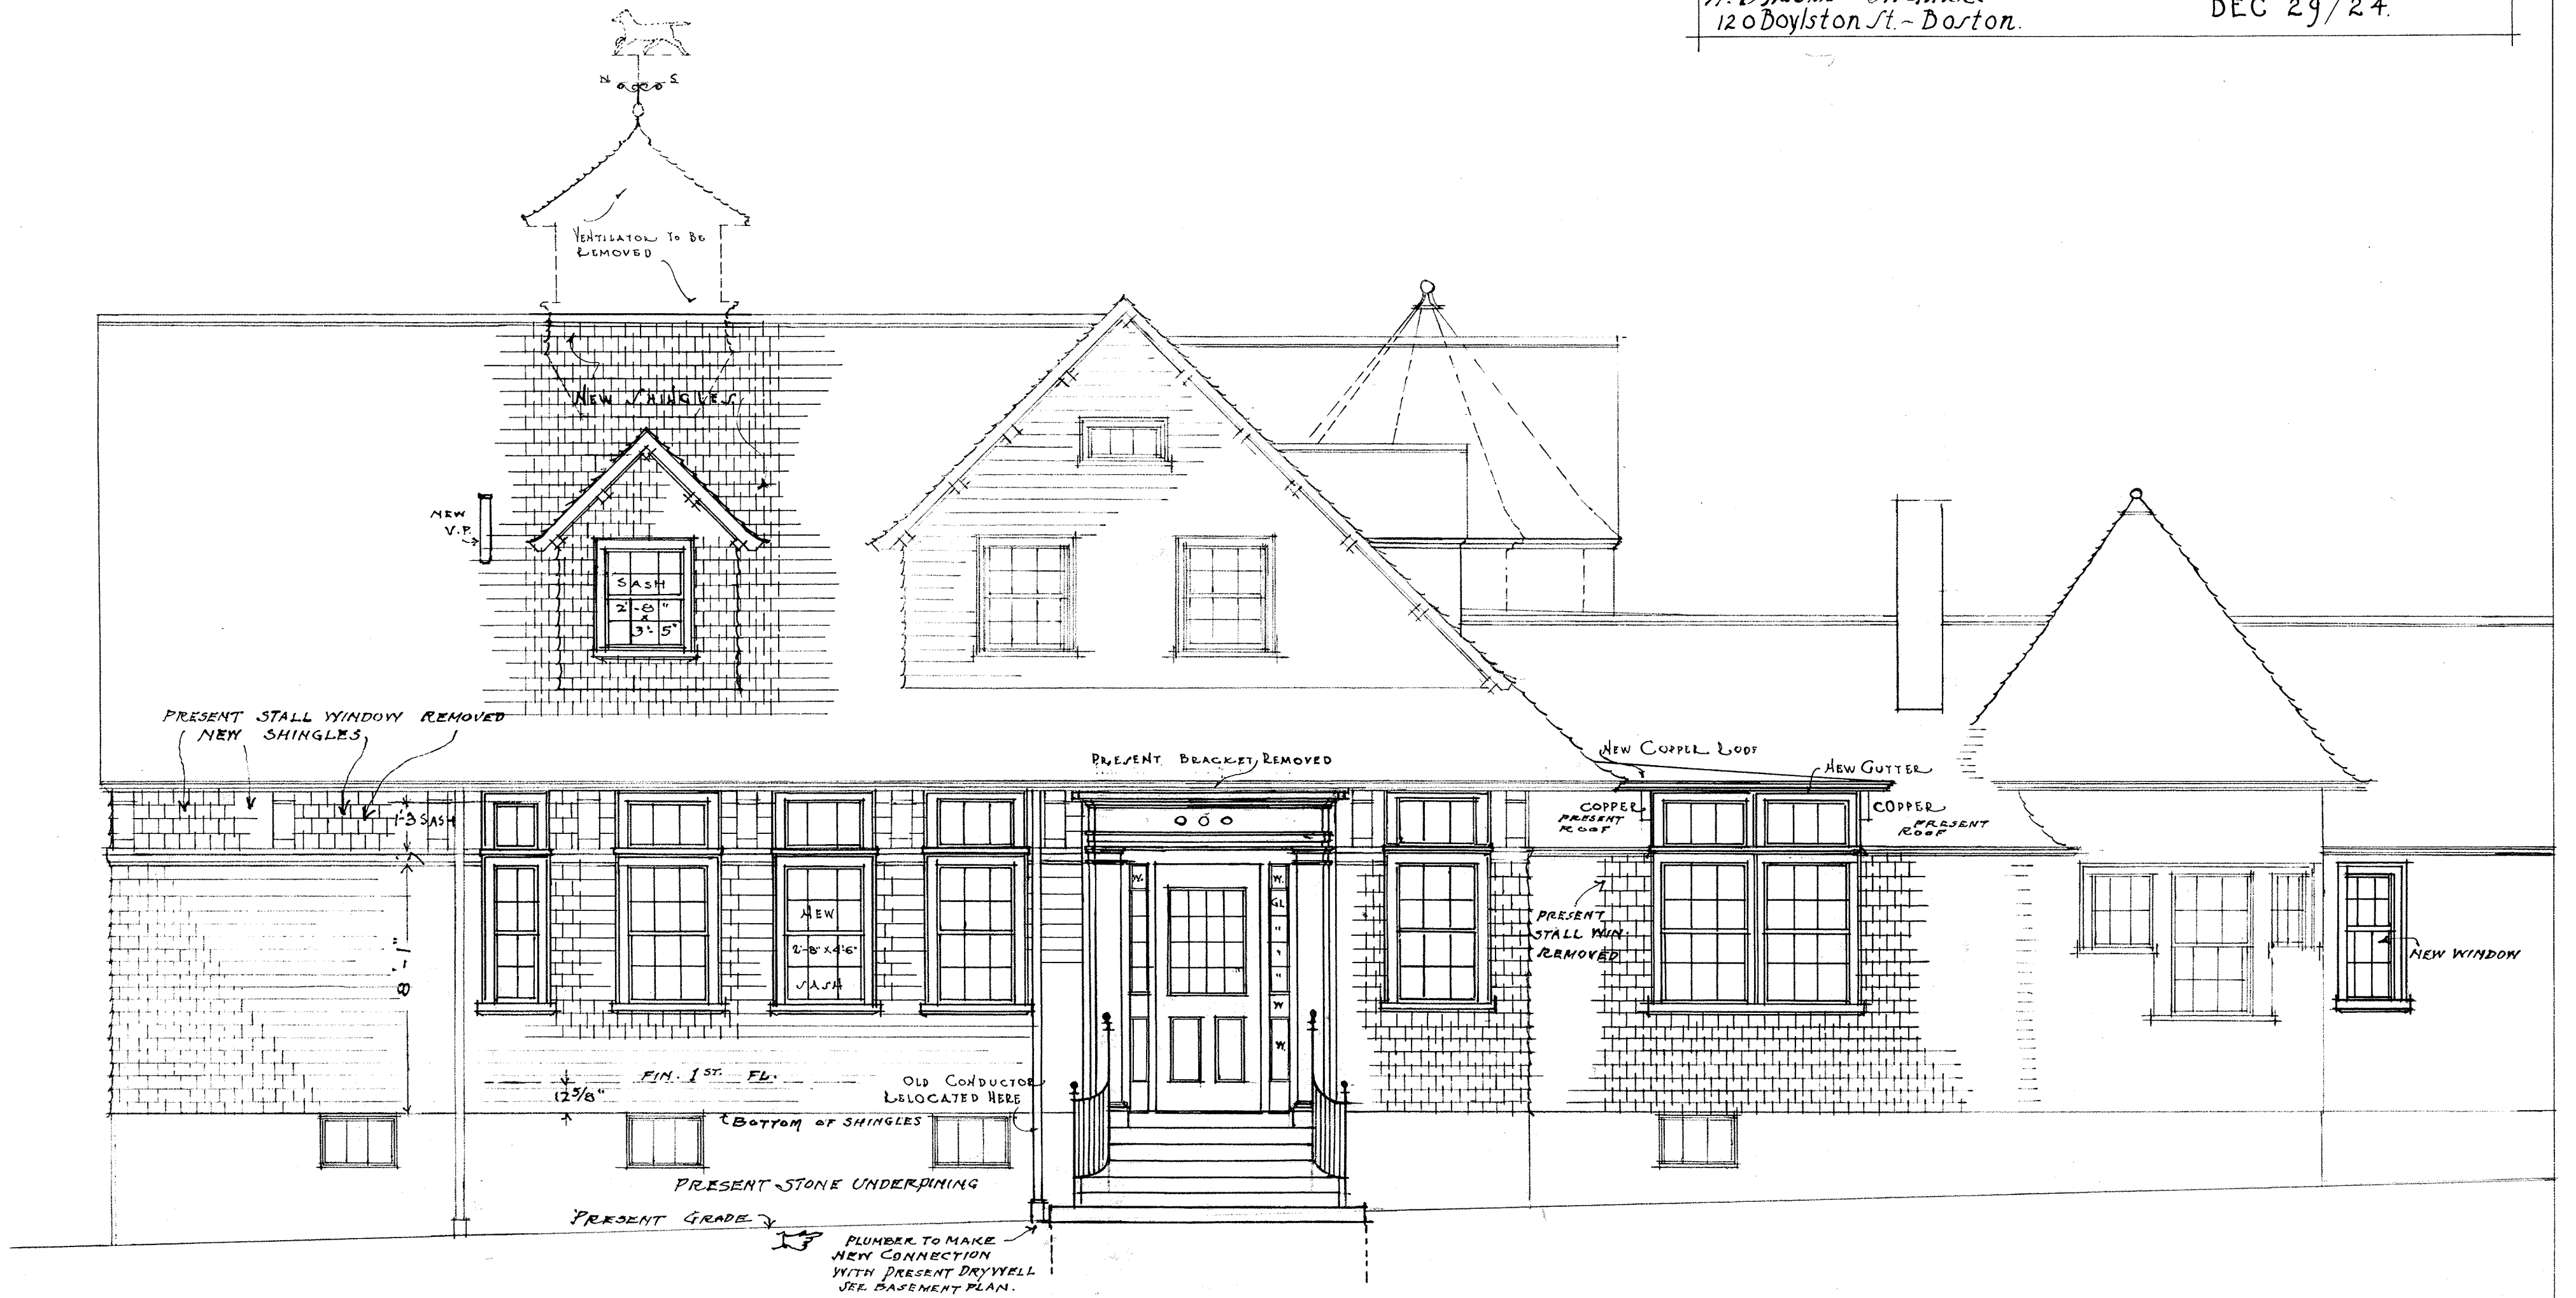 120 Boylston St. ~ Boston.
DEC 29/24.
N S
VENTILATOR TO BE
REMOVED
NEW SHINGLES
NEW
V.P.
SASH
2'-8"
x
3'-5"
PRESENT STALL WINDOW REMOVED
NEW SHINGLES
1'-3 SASH
8'-1"
PRESENT BRACKET REMOVED
NEW COPPER ROOF
NEW GUTTER
COPPER
PRESENT
ROOF
COPPER
PRESENT
ROOF
W.
W.
GL
"
"
"
W
W.
NEW
2'-8" x 4'-6"
SASH
PRESENT
STALL WIN.
REMOVED
NEW WINDOW
FIN. 1ST. FL.
12 5/8"
OLD CONDUCTOR
RELOCATED HERE
BOTTOM OF SHINGLES
PRESENT STONE UNDERPINING
PRESENT GRADE
PLUMBER TO MAKE
NEW CONNECTION
WITH PRESENT DRYWELL
SEE BASEMENT PLAN.